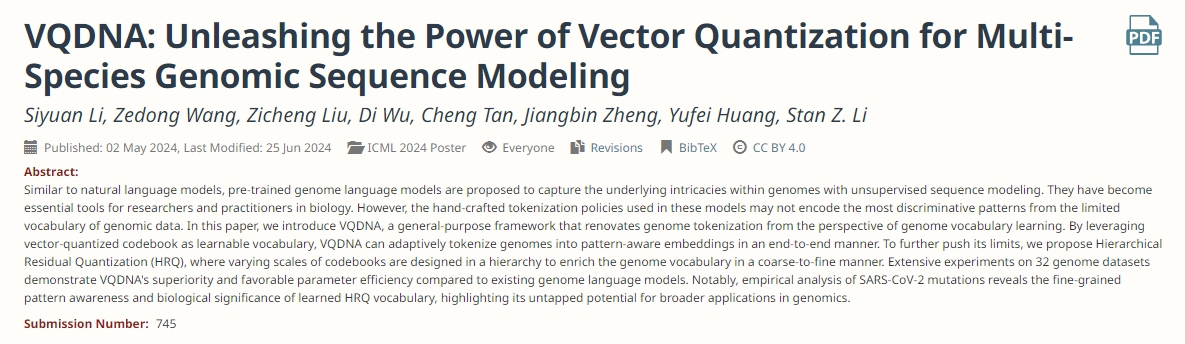 VQDNA: Unleashing the Power of Vector Quantization for Multi-
Species Genomic Sequence Modeling
PDF
Siyuan Li, Zedong Wang, Zicheng Liu, Di Wu, Cheng Tan, Jiangbin Zheng, Yufei Huang, Stan Z. Li
Published: 02 May 2024, Last Modified: 25 Jun 2024 ICML 2024 Poster Everyone Revisions BibTeX CC BY 4.0
Abstract:
Similar to natural language models, pre-trained genome language models are proposed to capture the underlying intricacies within genomes with unsupervised sequence modeling. They have become
essential tools for researchers and practitioners in biology. However, the hand-crafted tokenization policies used in these models may not encode the most discriminative patterns from the limited
vocabulary of genomic data. In this paper, we introduce VQDNA, a general-purpose framework that renovates genome tokenization from the perspective of genome vocabulary learning. By leveraging
vector-quantized codebook as learnable vocabulary, VQDNA can adaptively tokenize genomes into pattern-aware embeddings in an end-to-end manner. To further push its limits, we propose Hierarchical
Residual Quantization (HRQ), where varying scales of codebooks are designed in a hierarchy to enrich the genome vocabulary in a coarse-to-fine manner. Extensive experiments on 32 genome datasets
demonstrate VQDNA's superiority and favorable parameter efficiency compared to existing genome language models. Notably, empirical analysis of SARS-CoV-2 mutations reveals the fine-grained
pattern awareness and biological significance of learned HRQ vocabulary, highlighting its untapped potential for broader applications in genomics.
Submission Number: 745